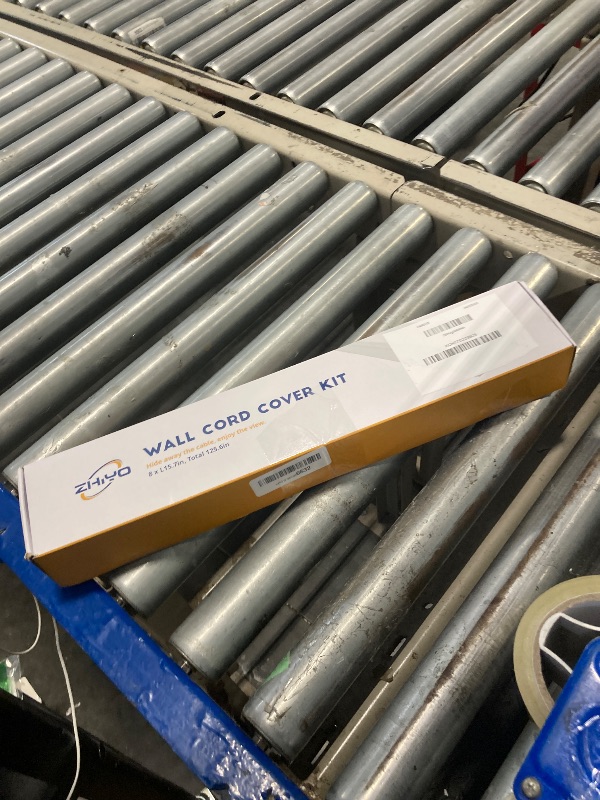 ZHIYO
WALL CORD COVER KIT
Hide away the cable, enjoy the view.
8 x L15.7in, Total 125.6in